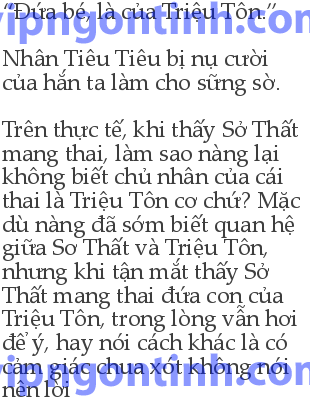 “Đứa bé, là của Triệu Tôn.”
vipngontinh.com
Nhân Tiêu Tiêu bị nụ cười
của hắn ta làm cho sững sờ.
Trên thực tế, khi thấy Sở Thất
mang thai, làm sao nàng lại
không biết chủ nhân của cái
thai là Triệu Tôn cơ chứ? Mặc
dù nàng đã sớm biết quan hệ
giữa Sơ Thất và Triệu Tôn,
nhưng khi tận mắt thấy Sở
Thất mang thai đứa con của
Triệu Tôn, trong lòng vẫn hơi
để ý, hay nói cách khác là có
cảm giác chua xót không nói
vipngontinh.com
nên lời